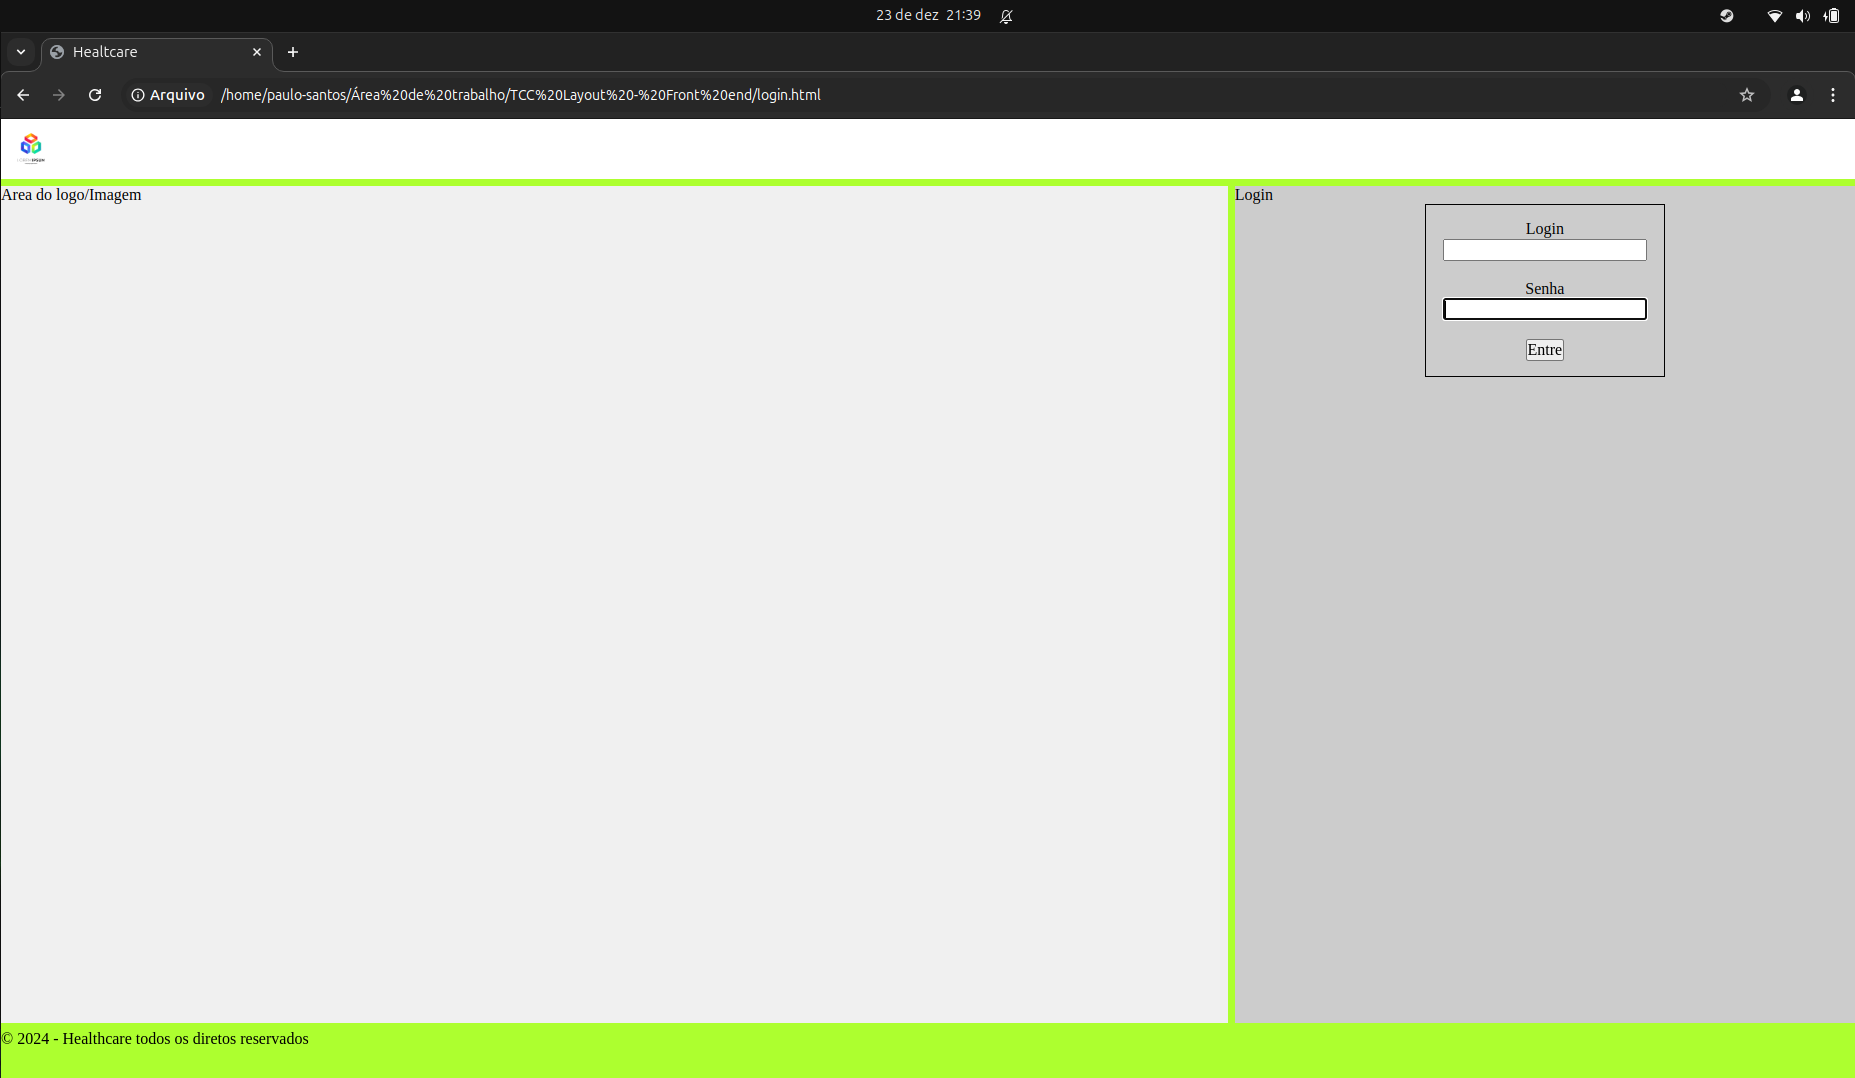 23 de dez 21:39
Healtcare
Arquivo /home/paulo-santos/Área%20de%20trabalho/TCC%20Layout%20-%20Front%20end/login.html
Area do logo/Imagem
Login
Login
Senha
Entre
© 2024 - Healthcare todos os diretos reservados